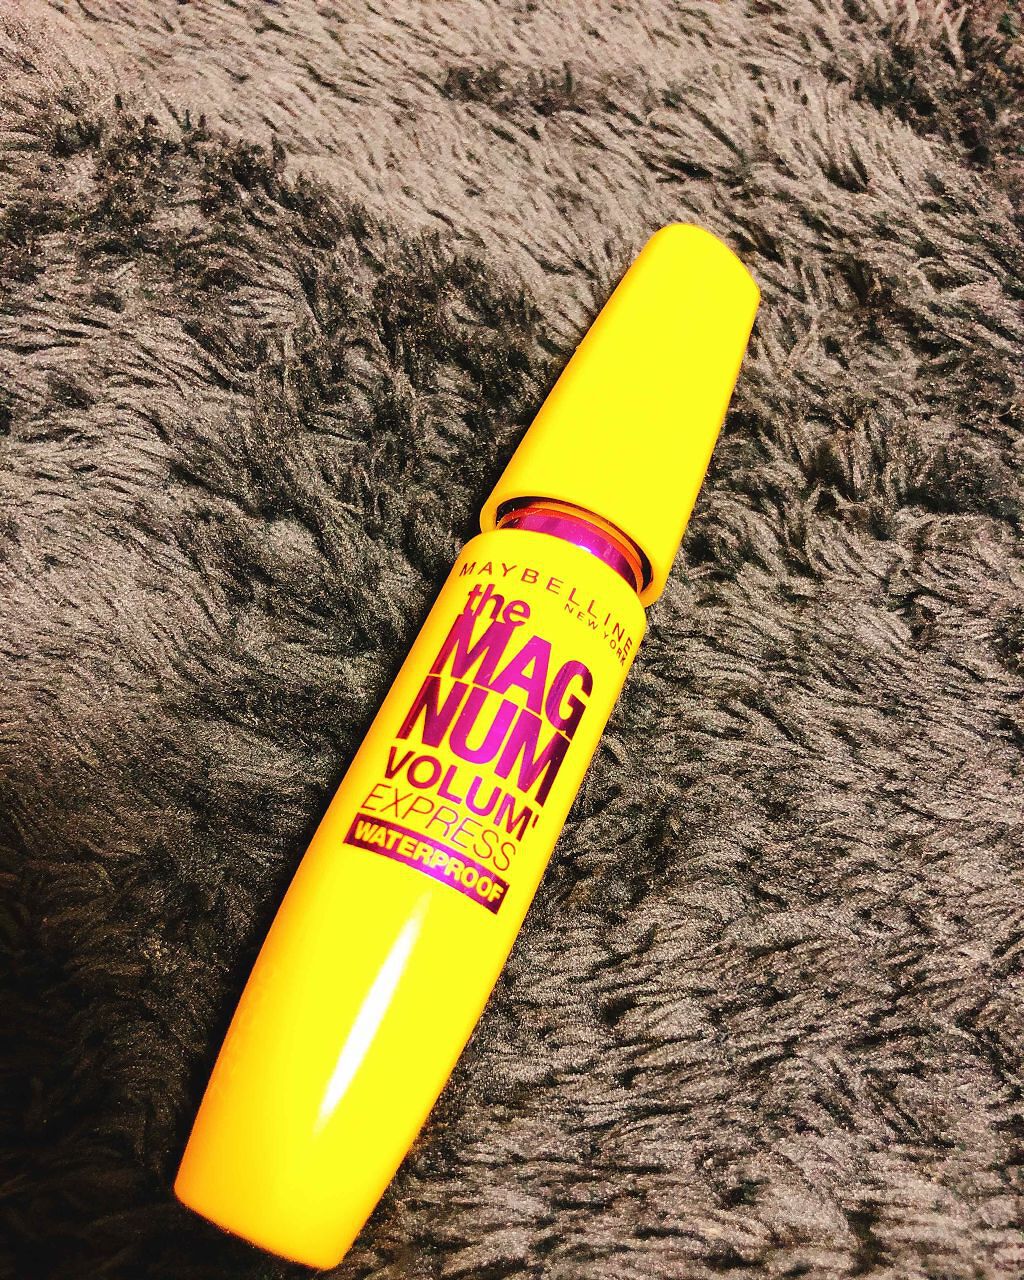 MAYBELLINE
NEW YORK
the
MAG
NUM
VOLUM'
EXPRESS
WATERPROOF